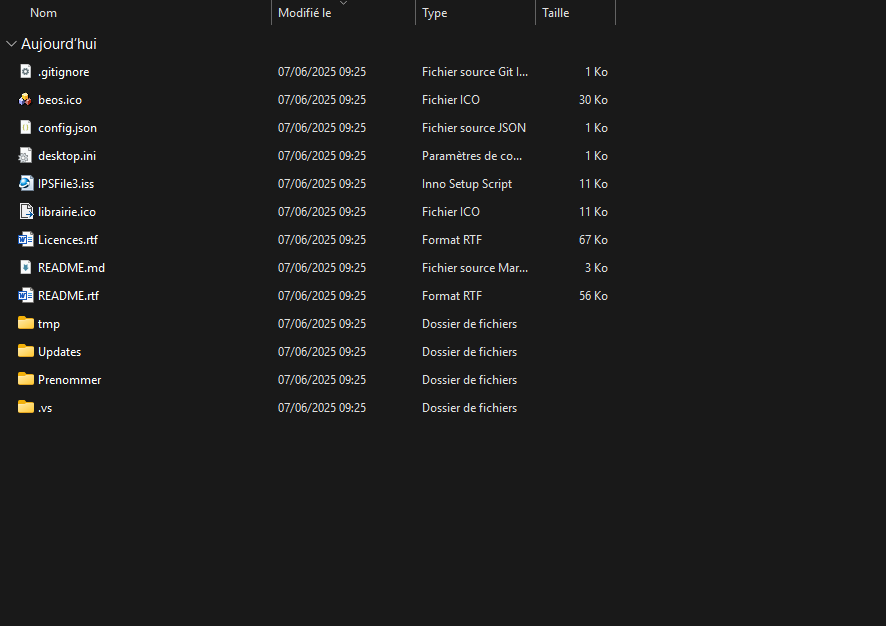 Nom Modifié le Type Taille
Aujourd’hui
.gitignore 07/06/2025 09:25 Fichier source Git I... 1 Ko
beos.ico 07/06/2025 09:25 Fichier ICO 30 Ko
config.json 07/06/2025 09:25 Fichier source JSON 1 Ko
desktop.ini 07/06/2025 09:25 Paramètres de co... 1 Ko
IPSFile3.iss 07/06/2025 09:25 Inno Setup Script 11 Ko
librairie.ico 07/06/2025 09:25 Fichier ICO 11 Ko
Licences.rtf 07/06/2025 09:25 Format RTF 67 Ko
README.md 07/06/2025 09:25 Fichier source Mar... 3 Ko
README.rtf 07/06/2025 09:25 Format RTF 56 Ko
tmp 07/06/2025 09:25 Dossier de fichiers
Updates 07/06/2025 09:25 Dossier de fichiers
Prenommer 07/06/2025 09:25 Dossier de fichiers
.vs 07/06/2025 09:25 Dossier de fichiers